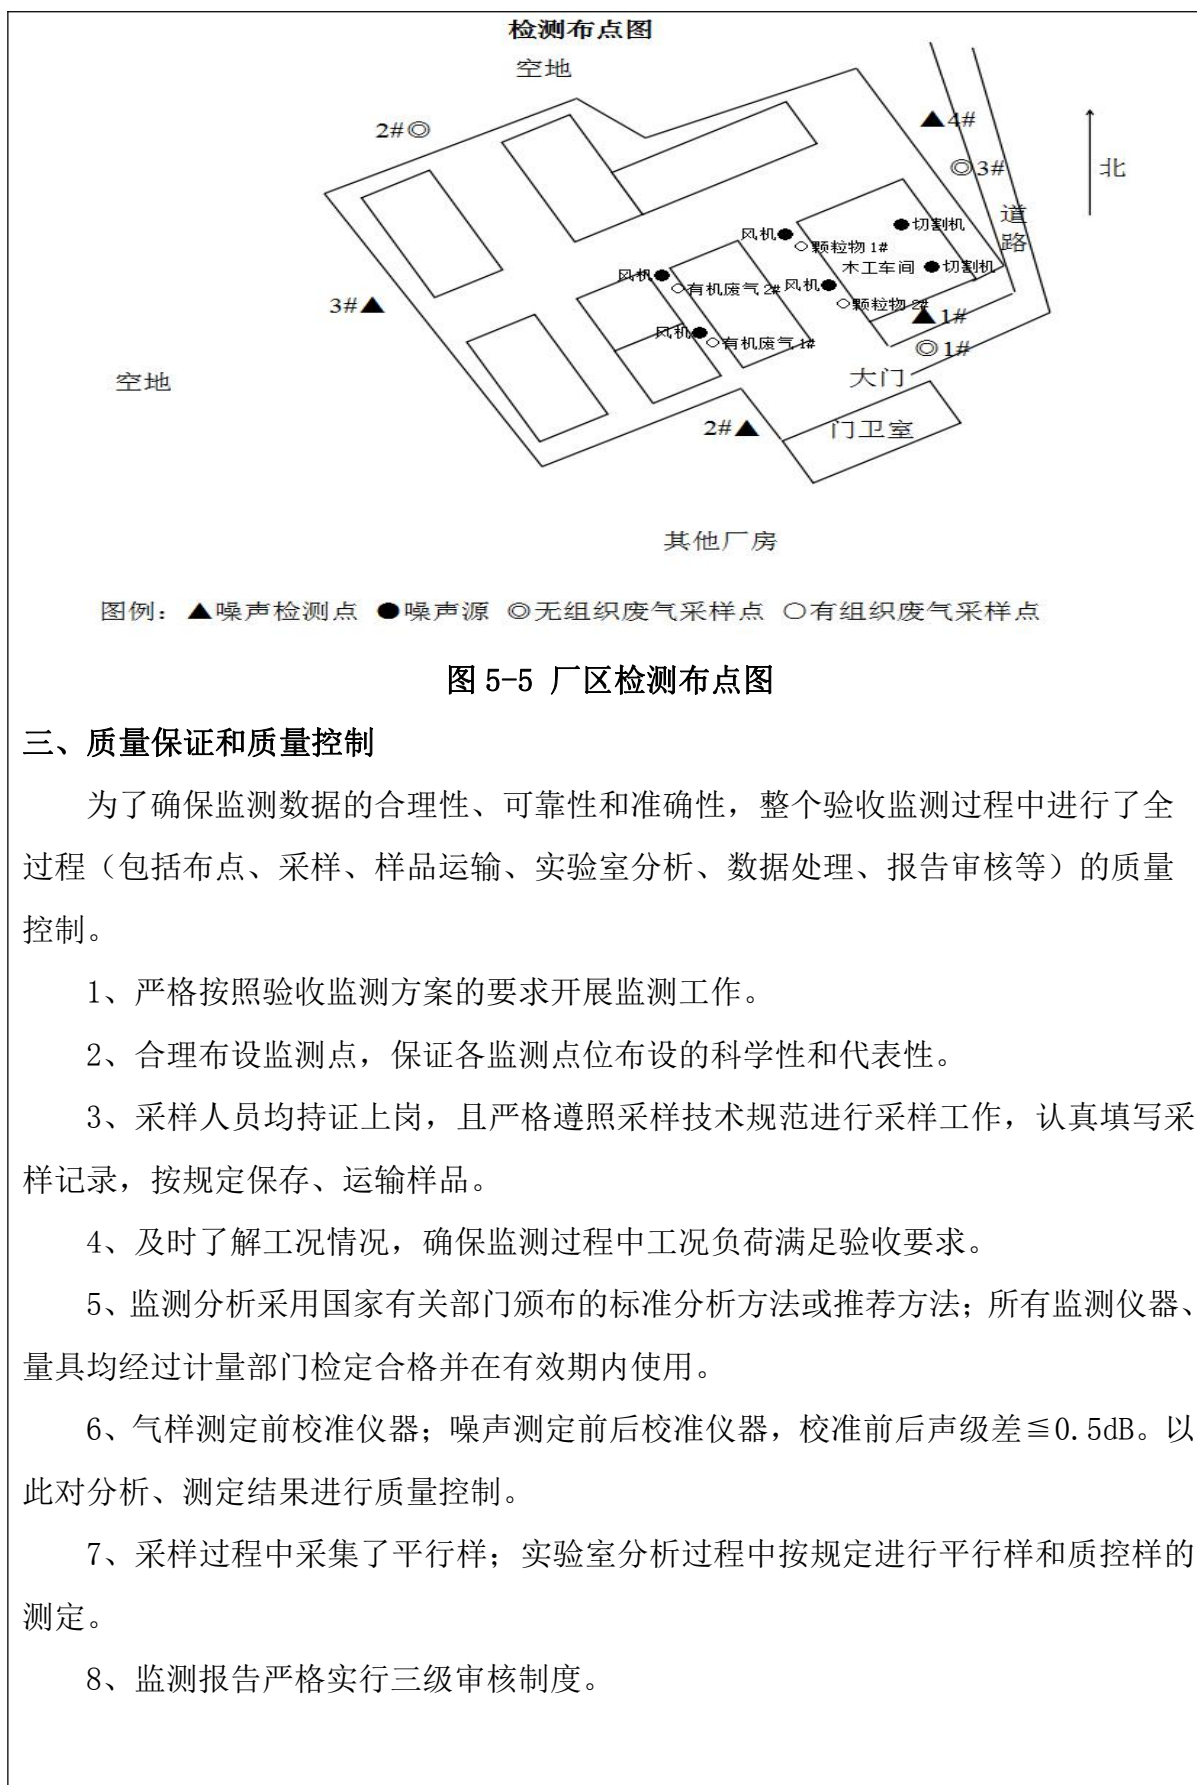 检测布点图
空地
2#◎
▲4#
◎3#
北
道路
风机●
○颗粒物 1#
●切割机
木工车间
●切割机
风机●
○有机废气 2#
风机●
○颗粒物 2#
3#▲
▲1#
风机●
○有机废气 1#
◎1#
空地
大门
2#▲
门卫室
其他厂房
图例：▲噪声检测点 ●噪声源 ◎无组织废气采样点 ○有组织废气采样点
图 5-5 厂区检测布点图
三、质量保证和质量控制
为了确保监测数据的合理性、可靠性和准确性，整个验收监测过程中进行了全
过程（包括布点、采样、样品运输、实验室分析、数据处理、报告审核等）的质量
控制。
1、严格按照验收监测方案的要求开展监测工作。
2、合理布设监测点，保证各监测点位布设的科学性和代表性。
3、采样人员均持证上岗，且严格遵照采样技术规范进行采样工作，认真填写采
样记录，按规定保存、运输样品。
4、及时了解工况情况，确保监测过程中工况负荷满足验收要求。
5、监测分析采用国家有关部门颁布的标准分析方法或推荐方法；所有监测仪器、
量具均经过计量部门检定合格并在有效期内使用。
6、气样测定前校准仪器；噪声测定前后校准仪器，校准前后声级差≦0.5dB。以
此对分析、测定结果进行质量控制。
7、采样过程中采集了平行样；实验室分析过程中按规定进行平行样和质控样的
测定。
8、监测报告严格实行三级审核制度。